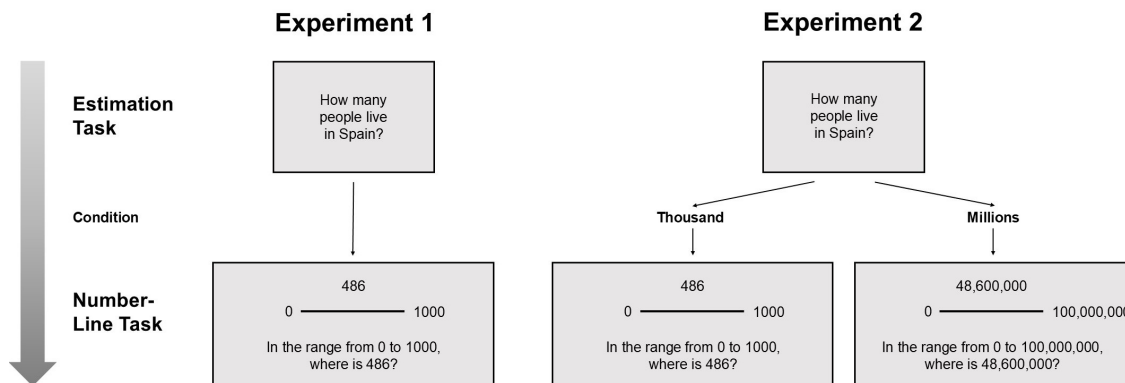 Experiment 1
Experiment 2
Estimation
Task
How many
people live
in Spain?
How many
people live
in Spain?
Condition
Thousand
Millions
Number-
Line Task
486
0
1000
In the range from 0 to 1000,
where is 486?
486
0
1000
In the range from 0 to 1000,
where is 486?
48,600,000
0
100,000,000
In the range from 0 to 100,000,000,
where is 48,600,000?